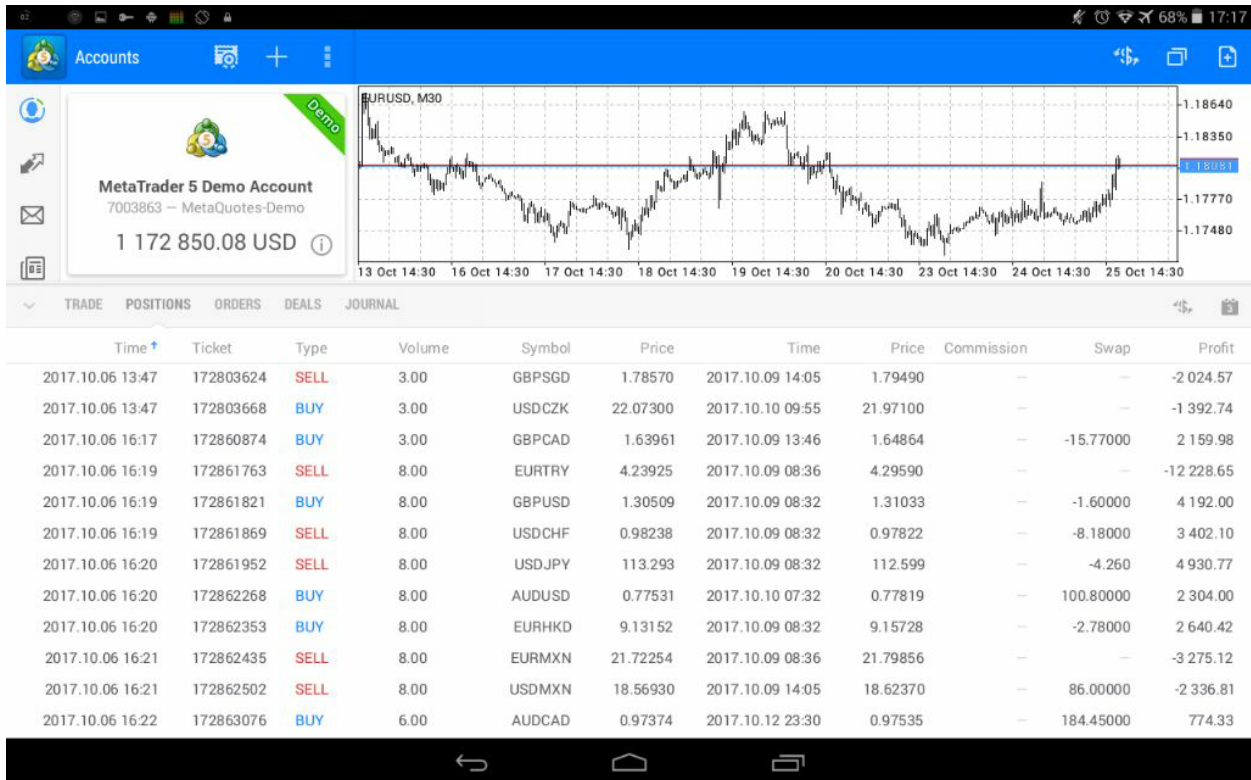 68% 17:17
Accounts
EURUSD, M30
Demo
MetaTrader 5 Demo Account
7003863 — MetaQuotes-Demo
1 172 850.08 USD
1.18640
1.18350
1.18081
1.17770
1.17480
13 Oct 14:30 16 Oct 14:30 17 Oct 14:30 18 Oct 14:30 19 Oct 14:30 20 Oct 14:30 23 Oct 14:30 24 Oct 14:30 25 Oct 14:30
TRADE POSITIONS ORDERS DEALS JOURNAL
Time Ticket Type Volume Symbol Price Time Price Commission Swap Profit
2017.10.06 13:47 172803624 SELL 3.00 GBPSGD 1.78570 2017.10.09 14:05 1.79490 — — -2 024.57
2017.10.06 13:47 172803668 BUY 3.00 USDCZK 22.07300 2017.10.10 09:55 21.97100 — — -1 392.74
2017.10.06 16:17 172860874 BUY 3.00 GBPCAD 1.63961 2017.10.09 13:46 1.64864 — -15.77000 2 159.98
2017.10.06 16:19 172861763 SELL 8.00 EURTRY 4.23925 2017.10.09 08:36 4.29590 — — -12 228.65
2017.10.06 16:19 172861821 BUY 8.00 GBPUSD 1.30509 2017.10.09 08:32 1.31033 — -1.60000 4 192.00
2017.10.06 16:19 172861869 SELL 8.00 USDCHF 0.98238 2017.10.09 08:32 0.97822 — -8.18000 3 402.10
2017.10.06 16:20 172861952 SELL 8.00 USDJPY 113.293 2017.10.09 08:32 112.599 — -4.260 4 930.77
2017.10.06 16:20 172862268 BUY 8.00 AUDUSD 0.77531 2017.10.10 07:32 0.77819 — 100.80000 2 304.00
2017.10.06 16:20 172862353 BUY 8.00 EURHKD 9.13152 2017.10.09 08:32 9.15728 — -2.78000 2 640.42
2017.10.06 16:21 172862435 SELL 8.00 EURMXN 21.72254 2017.10.09 08:36 21.79856 — — -3 275.12
2017.10.06 16:21 172862502 SELL 8.00 USDMXN 18.56930 2017.10.09 14:05 18.62370 — 86.00000 -2 336.81
2017.10.06 16:22 172863076 BUY 6.00 AUDCAD 0.97374 2017.10.12 23:30 0.97535 — 184.45000 774.33